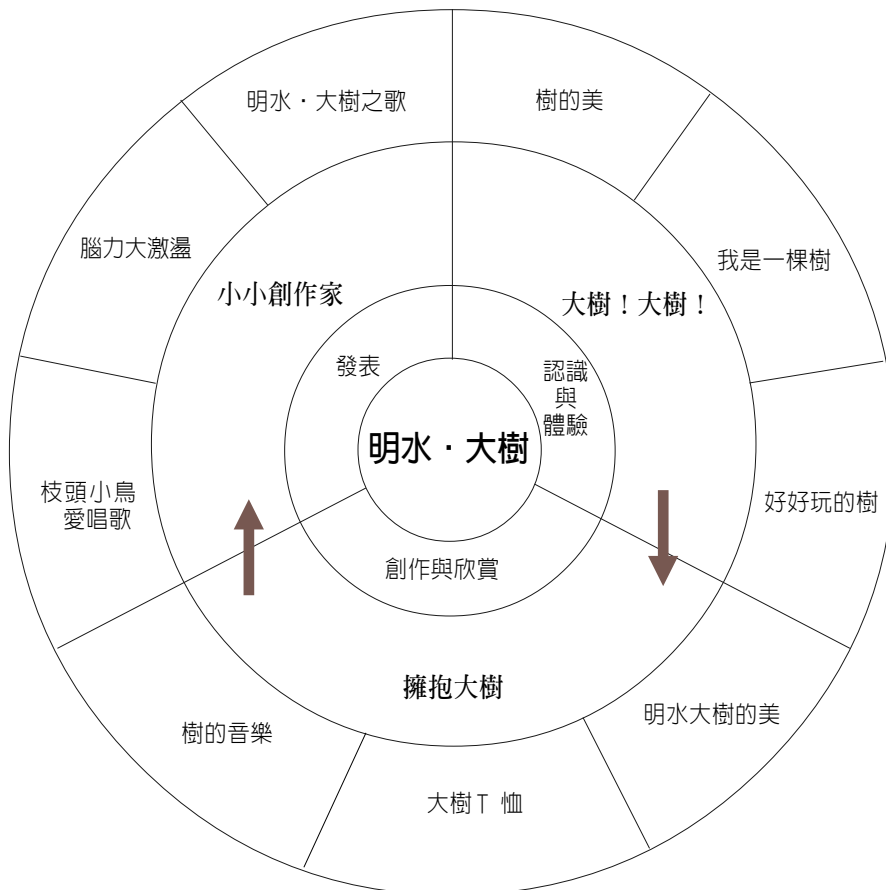 明水．大樹之歌
樹的美
腦力大激盪
我是一棵樹
小小創作家
大樹！大樹！
發表
認識
與
體驗
明水．大樹
枝頭小鳥
愛唱歌
好好玩的樹
創作與欣賞
擁抱大樹
明水大樹的美
樹的音樂
大樹T 恤